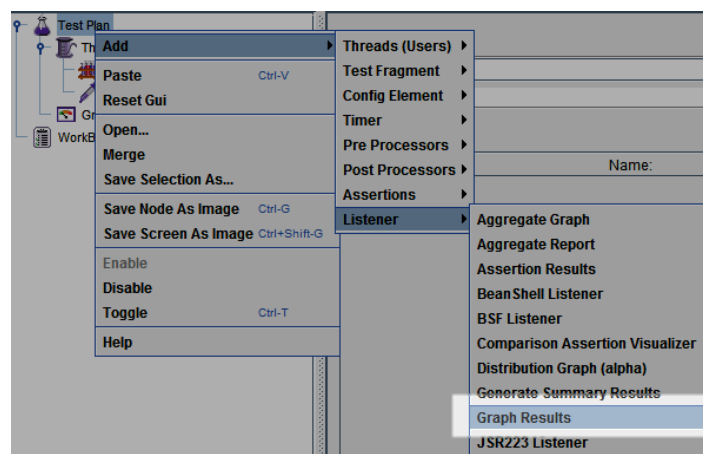 Test Plan
Th
Gr
WorkB
Add
Paste Ctrl-V
Reset Gui
Open...
Merge
Save Selection As...
Save Node As Image Ctrl-G
Save Screen As Image Ctrl+Shift-G
Enable
Disable
Toggle Ctrl-T
Help
Threads (Users)
Test Fragment
Config Element
Timer
Pre Processors
Post Processors
Assertions
Listener
Name:
Aggregate Graph
Aggregate Report
Assertion Results
BeanShell Listener
BSF Listener
Comparison Assertion Visualizer
Distribution Graph (alpha)
Generate Summary Results
Graph Results
JSR223 Listener